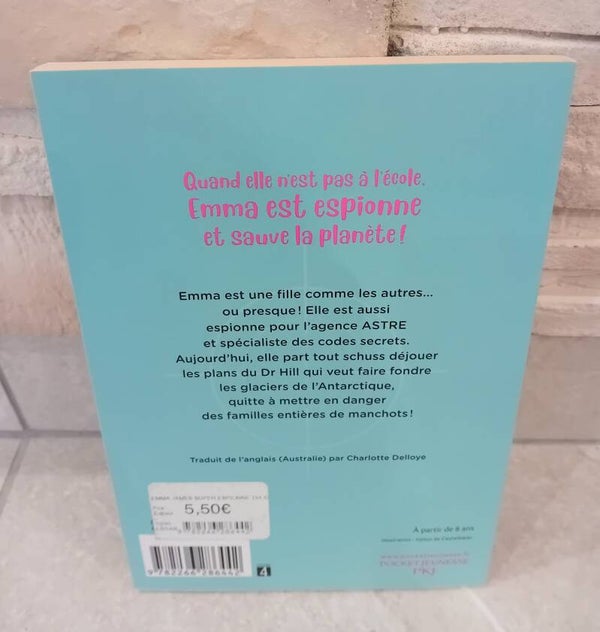 Quand elle n'est pas à l'école,
Emma est espionne
et sauve la planète !
Emma est une fille comme les autres...
ou presque ! Elle est aussi
espionne pour l'agence ASTRE
et spécialiste des codes secrets.
Aujourd'hui, elle part tout schuss déjouer
les plans du Dr Hill qui veut faire fondre
les glaciers de l'Antarctique,
quitte à mettre en danger
des familles entières de manchots !
Traduit de l'anglais (Australie) par Charlotte Delloye
5,50€
9782266286442
À partir de 8 ans
9 782266 286442
POCKET JEUNESSE
PKJ.